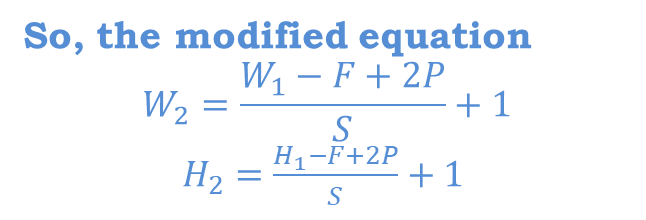 So, the modified equation
W₂ = (W₁ − F + 2P)/S + 1
H₂ = (H₁−F+2P)/S + 1